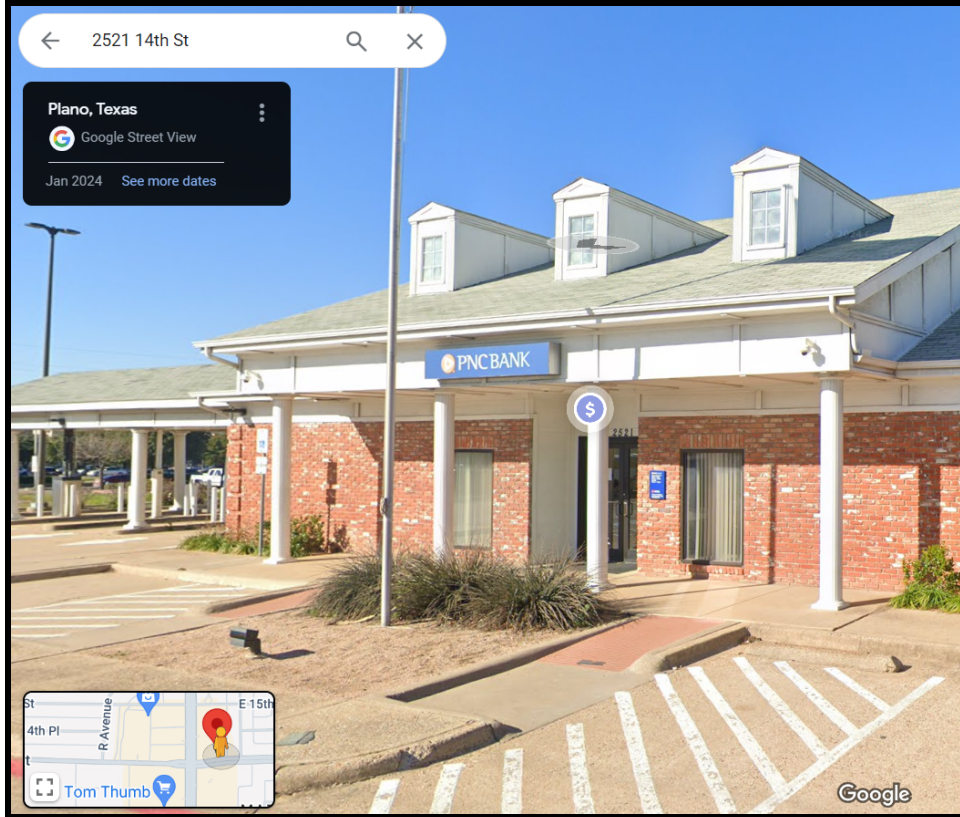 2521 14th St
Plano, Texas
Google Street View
Jan 2024 See more dates
PNC BANK
$
2521
St
E 15th
4th Pl
R Avenue
t
Tom Thumb
Google